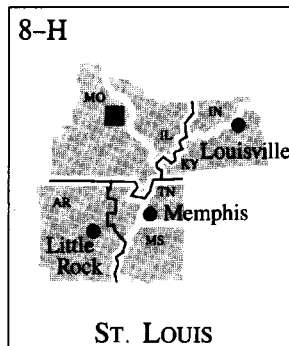 8-H
MO
IL
IN
Louisville
KY
AR
TN
Memphis
Little
Rock
MS
ST. LOUIS